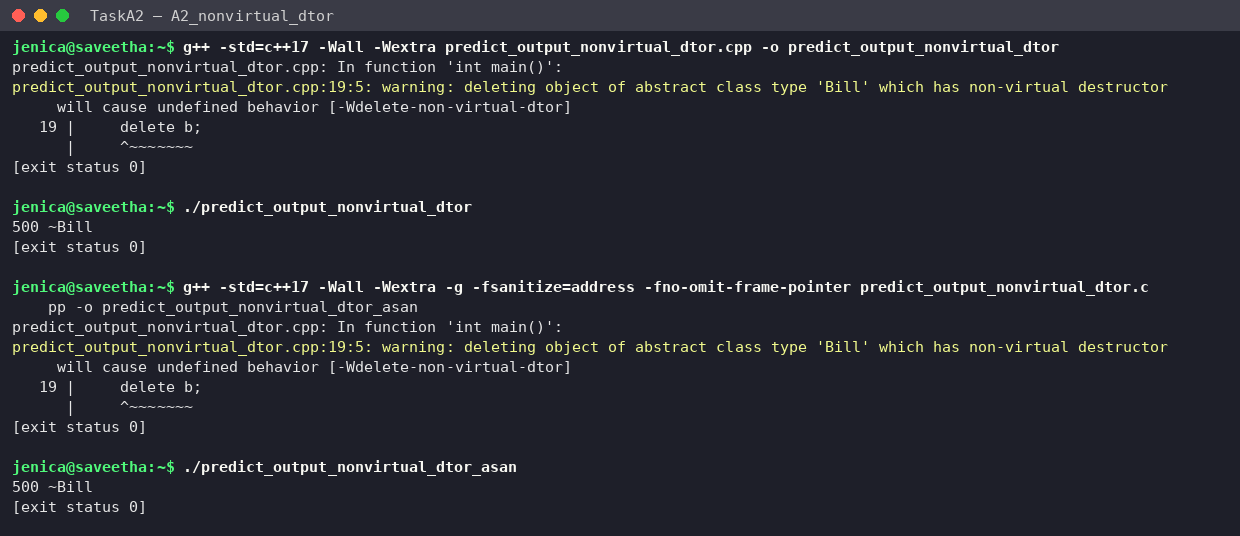 TaskA2 — A2_nonvirtual_dtor
jenica@saveetha:~$ g++ -std=c++17 -Wall -Wextra predict_output_nonvirtual_dtor.cpp -o predict_output_nonvirtual_dtor
predict_output_nonvirtual_dtor.cpp: In function 'int main()':
predict_output_nonvirtual_dtor.cpp:19:5: warning: deleting object of abstract class type 'Bill' which has non-virtual destructor
     will cause undefined behavior [-Wdelete-non-virtual-dtor]
   19 |     delete b;
      |     ^~~~~~~~
[exit status 0]

jenica@saveetha:~$ ./predict_output_nonvirtual_dtor
500 ~Bill
[exit status 0]

jenica@saveetha:~$ g++ -std=c++17 -Wall -Wextra -g -fsanitize=address -fno-omit-frame-pointer predict_output_nonvirtual_dtor.c
    pp -o predict_output_nonvirtual_dtor_asan
predict_output_nonvirtual_dtor.cpp: In function 'int main()':
predict_output_nonvirtual_dtor.cpp:19:5: warning: deleting object of abstract class type 'Bill' which has non-virtual destructor
     will cause undefined behavior [-Wdelete-non-virtual-dtor]
   19 |     delete b;
      |     ^~~~~~~~
[exit status 0]

jenica@saveetha:~$ ./predict_output_nonvirtual_dtor_asan
500 ~Bill
[exit status 0]